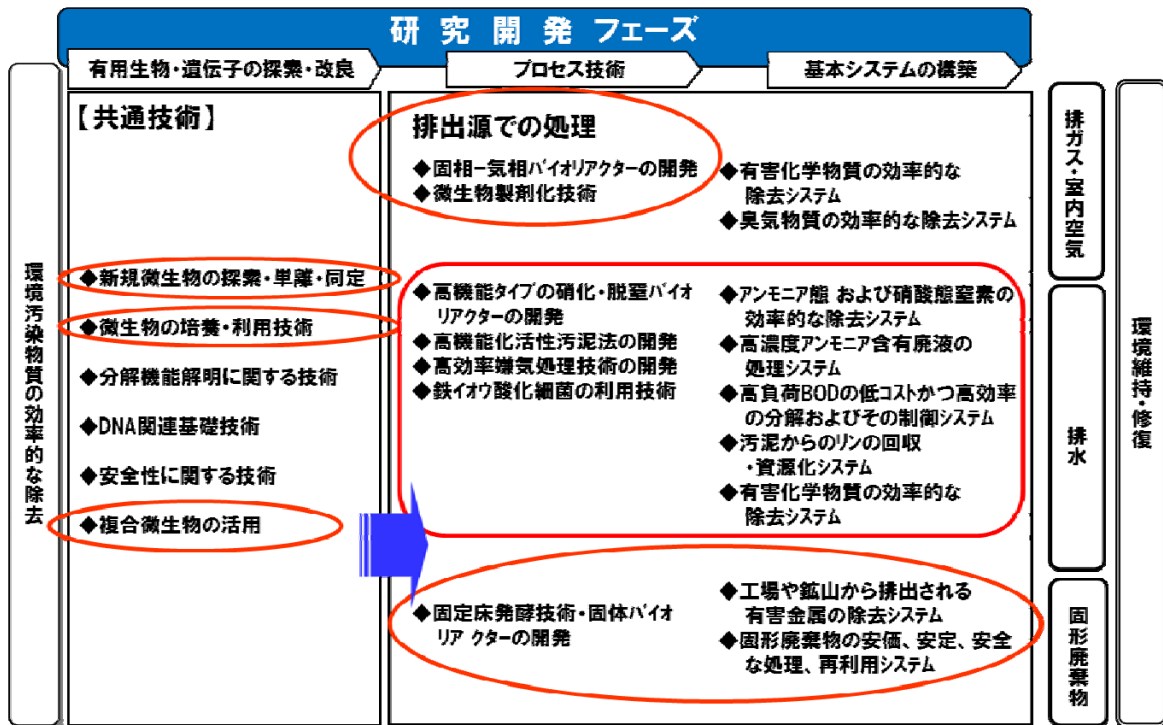 研究開発フェーズ
有用生物・遺伝子の探索・改良
プロセス技術
基本システムの構築
環境汚染物質の効率的な除去
【共通技術】
◆新規微生物の探索・単離・同定
◆微生物の培養・利用技術
◆分解機能解明に関する技術
◆DNA関連基礎技術
◆安全性に関する技術
◆複合微生物の活用
排出源での処理
◆固相－気相バイオリアクターの開発
◆微生物製剤化技術
◆有害化学物質の効率的な
除去システム
◆臭気物質の効率的な除去システム
◆高機能タイプの硝化・脱窒バイオ
リアクターの開発
◆高機能化活性汚泥法の開発
◆高効率嫌気処理技術の開発
◆鉄イオウ酸化細菌の利用技術
◆アンモニア態 および硝酸態窒素の
効率的な除去システム
◆高濃度アンモニア含有廃液の
処理システム
◆高負荷BODの低コストかつ高効率
の分解およびその制御システム
◆汚泥からのリンの回収
・資源化システム
◆有害化学物質の効率的な
除去システム
◆固定床発酵技術・固体バイオ
リア クターの開発
◆工場や鉱山から排出される
有害金属の除去システム
◆固形廃棄物の安価、安定、安全
な処理、再利用システム
排ガス・室内空気
排水
固形廃棄物
環境維持・修復